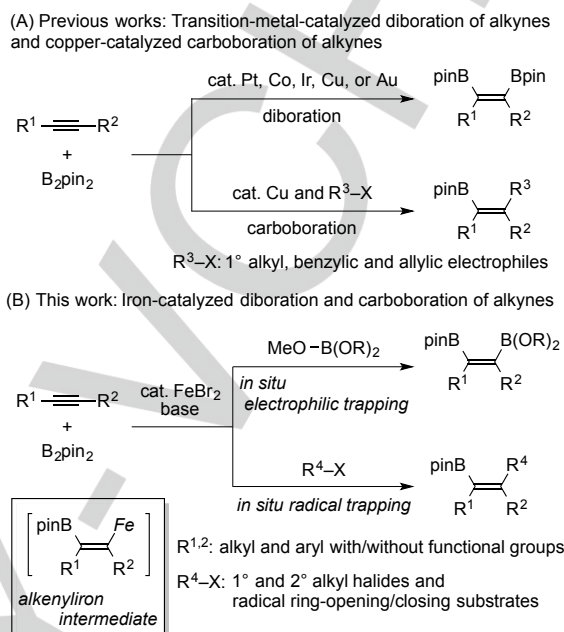 (A) Previous works: Transition-metal-catalyzed diboration of alkynes
and copper-catalyzed carboboration of alkynes
cat. Pt, Co, Ir, Cu, or Au
diboration
pinB Bpin
R1 R2
R1 R2
+
B2pin2
cat. Cu and R3–X
carboboration
pinB R3
R1 R2
R3–X: 1° alkyl, benzylic and allylic electrophiles
(B) This work: Iron-catalyzed diboration and carboboration of alkynes
MeO–B(OR)2
in situ
electrophilic trapping
pinB B(OR)2
R1 R2
R1 R2
+
B2pin2
cat. FeBr2
base
R4–X
in situ radical trapping
pinB R4
R1 R2
pinB Fe
R1 R2
alkenyliron
intermediate
R1,2: alkyl and aryl with/without functional groups
R4–X: 1° and 2° alkyl halides and
radical ring-opening/closing substrates